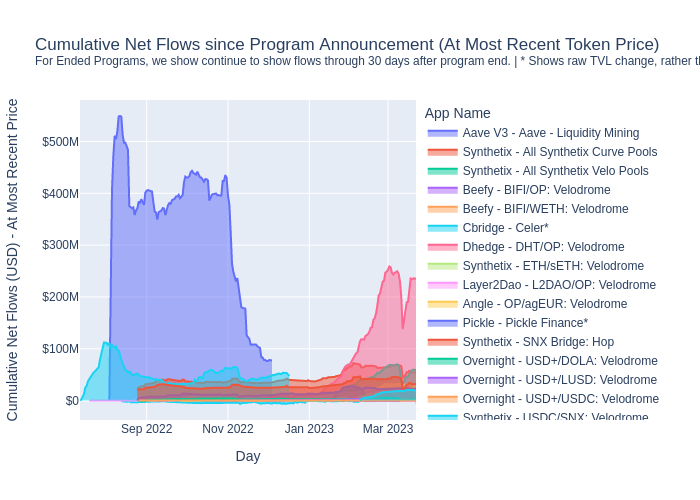 Cumulative Net Flows since Program Announcement (At Most Recent Token Price)
For Ended Programs, we show continue to show flows through 30 days after program end. | * Shows raw TVL change, rather t
Cumulative Net Flows (USD) - At Most Recent Price
$500M
$400M
$300M
$200M
$100M
$0
Sep 2022
Nov 2022
Jan 2023
Mar 2023
Day
App Name
Aave V3 - Aave - Liquidity Mining
Synthetix - All Synthetix Curve Pools
Synthetix - All Synthetix Velo Pools
Beefy - BIFI/OP: Velodrome
Beefy - BIFI/WETH: Velodrome
Cbridge - Celer*
Dhedge - DHT/OP: Velodrome
Synthetix - ETH/sETH: Velodrome
Layer2Dao - L2DAO/OP: Velodrome
Angle - OP/agEUR: Velodrome
Pickle - Pickle Finance*
Synthetix - SNX Bridge: Hop
Overnight - USD+/DOLA: Velodrome
Overnight - USD+/LUSD: Velodrome
Overnight - USD+/USDC: Velodrome
Synthetix - USDC/SNX: Velodrome